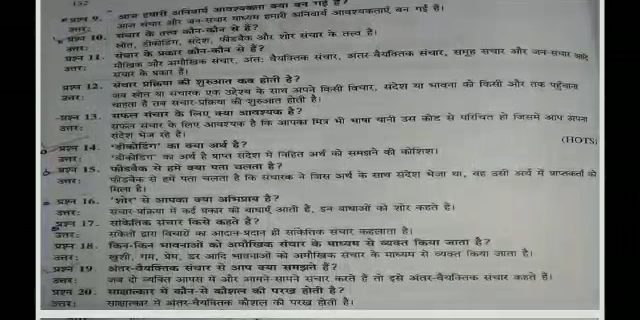 132
प्रश्न 9. आज हमारी अनिवार्य आवश्यकता क्या बन गई है?
उत्तर: आज संचार और जन-संचार माध्यम हमारी अनिवार्य आवश्यकताएँ बन गई हैं।
प्रश्न 10. संचार के तत्त्व कौन-कौन से हैं?
उत्तर: स्रोत, डीकोडिंग, संदेश, फीडबैक और शोर संचार के तत्त्व है।
प्रश्न 11. संचार के प्रकार कौन-कौन से हैं?
उत्तर: मौखिक और अमौखिक संचार, अंतः वैयक्तिक संचार, अंतर-वैयक्तिक संचार, समूह संचार और जन-संचार आदि
संचार के प्रकार हैं।
प्रश्न 12. संचार प्रक्रिया की शुरुआत कब होती है?
उत्तर: जब स्रोत या संचारक एक उद्देश्य के साथ अपने किसी विचार, संदेश या भावना को किसी और तक पहुँचाना
चाहता है तब संचार-प्रक्रिया की शुरुआत होती है।
प्रश्न 13. सफल संचार के लिए क्या आवश्यक है?
उत्तर: सफल संचार के लिए आवश्यक है कि आपका मित्र भी भाषा यानी उस कोड से परिचित हो जिसमें आप अपना
संदेश भेज रहे हैं।
(HOTS)
प्रश्न 14. 'डीकोडिंग' का क्या अर्थ है?
उत्तर: 'डीकोडिंग' का अर्थ है प्राप्त संदेश में निहित अर्थ को समझने की कोशिश।
प्रश्न 15. फीडबैक से हमें क्या पता चलता है?
उत्तर: फीडबैक से हमें पता चलता है कि संचारक ने जिस अर्थ के साथ संदेश भेजा था, वह उसी अर्थ में प्राप्तकर्ता को
मिला है।
प्रश्न 16. 'शोर' से आपका क्या अभिप्राय है?
उत्तर: संचार-प्रक्रिया में कई प्रकार की बाधाएँ आती हैं, इन बाधाओं को शोर कहते हैं।
प्रश्न 17. सांकेतिक संचार किसे कहते हैं?
उत्तर: संकेतों द्वारा विचारों का आदान-प्रदान ही सांकेतिक संचार कहलाता है।
प्रश्न 18. किन-किन भावनाओं को अमौखिक संचार के माध्यम से व्यक्त किया जाता है?
उत्तर: खुशी, गम, प्रेम, डर आदि भावनाओं को अमौखिक संचार के माध्यम से व्यक्त किया जाता है।
प्रश्न 19. अंतर-वैयक्तिक संचार से आप क्या समझते हैं?
उत्तर: जब दो व्यक्ति आपस में और आमने-सामने संचार करते हैं तो इसे अंतर-वैयक्तिक संचार कहते हैं।
प्रश्न 20. साक्षात्कार में कौन-से कौशल की परख होती है?
उत्तर: साक्षात्कार में अंतर-वैयक्तिक कौशल की परख होती है।